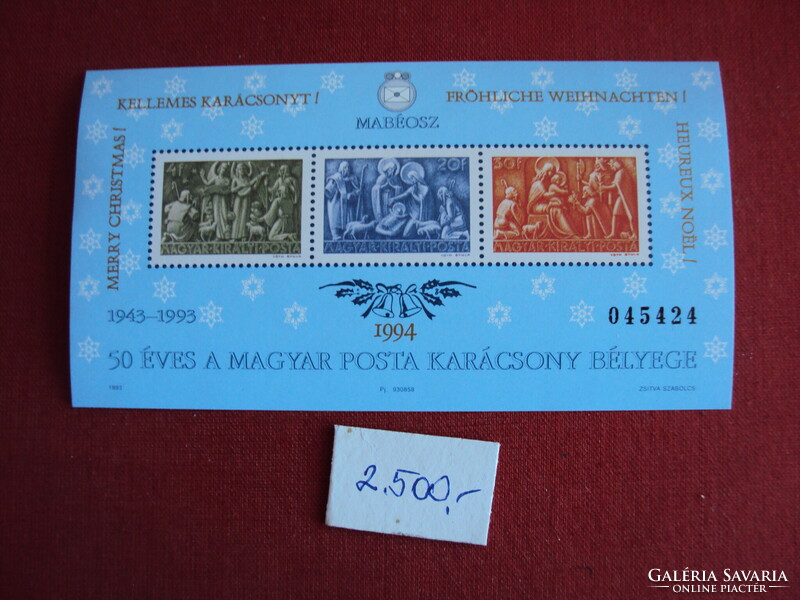 KELLEMES KARÁCSONYT!
FRÖHLICHE WEIHNACHTEN!
MABÉOSZ
MERRY CHRISTMAS!
HEUREUX NOËL!
4F
20F
30F
MAGYAR·KIRÁLYI·POSTA
MAGYAR·KIRÁLYI·POSTA
MAGYAR·KIRÁLYI·POSTA
1943–1993
1994
045424
50 ÉVES A MAGYAR POSTA KARÁCSONY BÉLYEGE
1993
ZSITVA SZABOLCS
2.500,-
GALÉRIA SAVARIA
ONLINE PIACTÉR